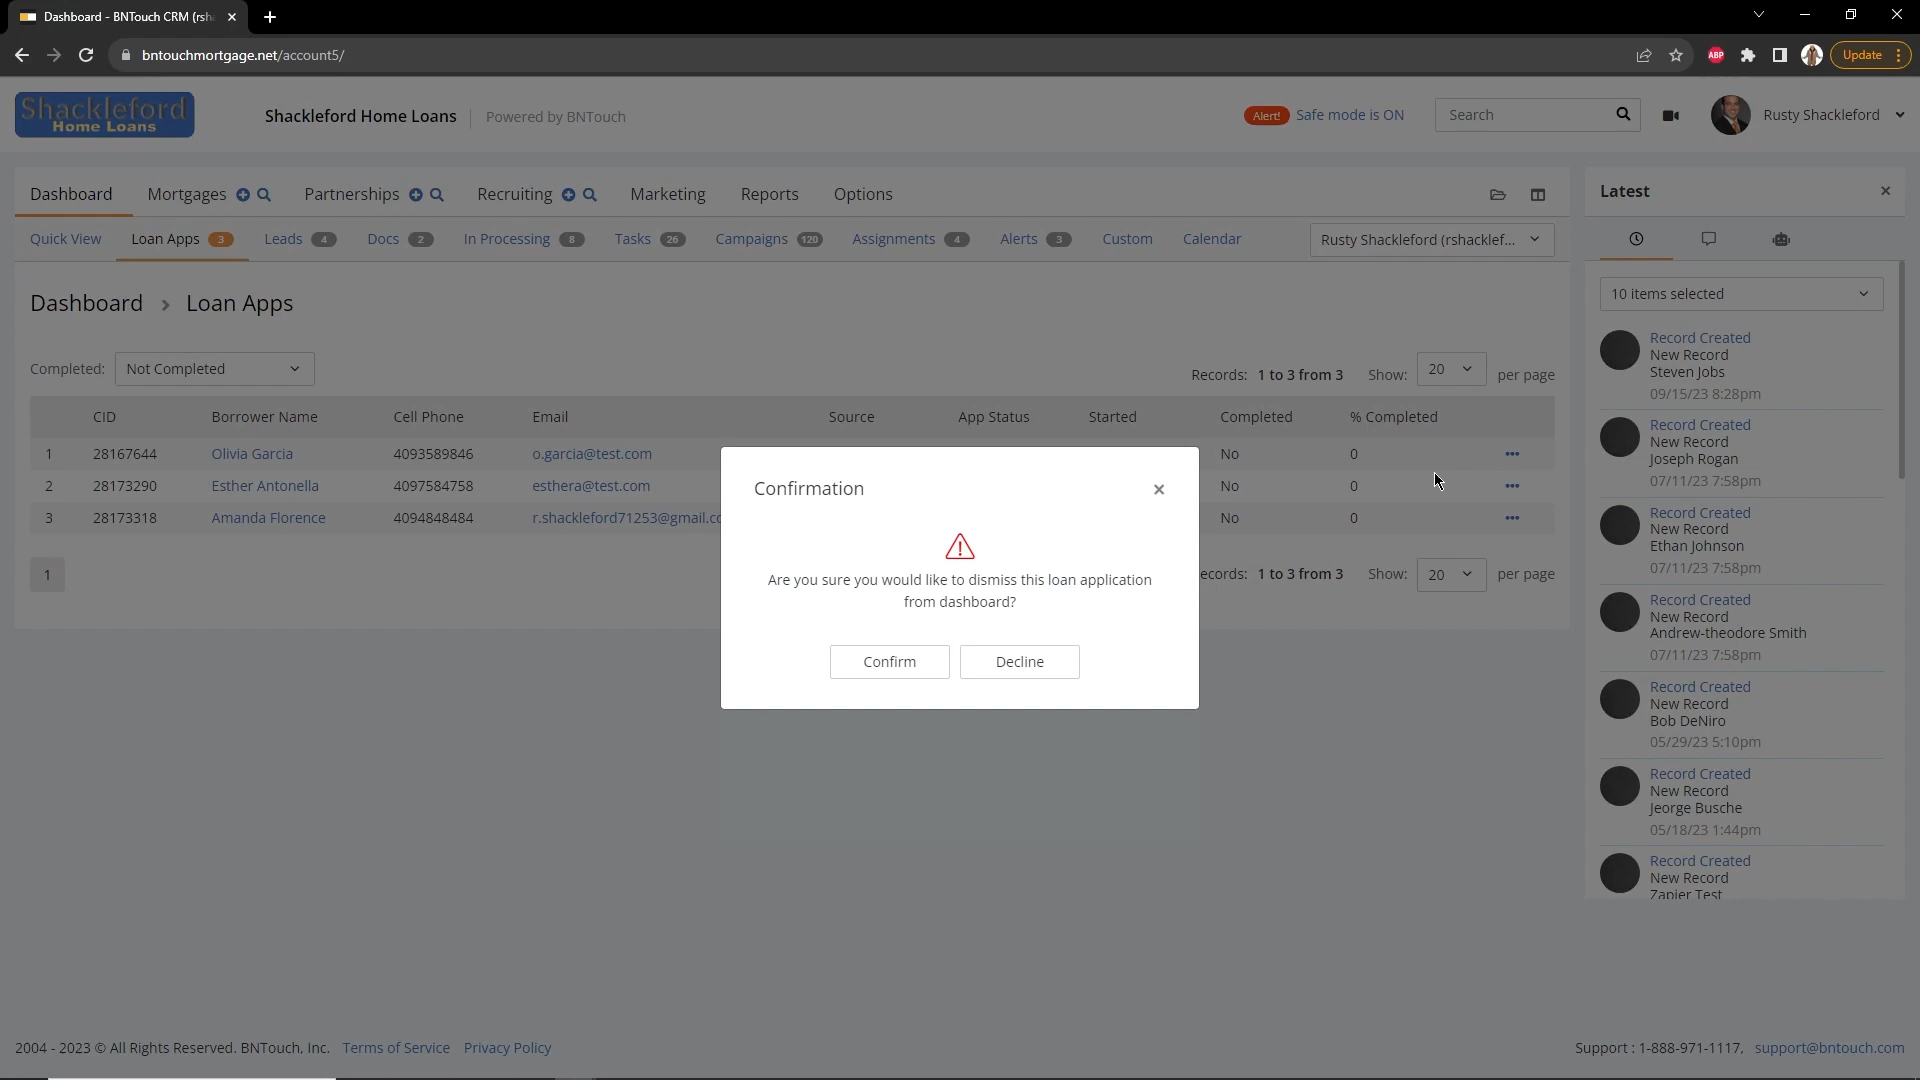 Dashboard - BNTouch CRM (rsh
bntouchmortgage.net/account5/
ABP
Update
Shackleford
Home Loans
Shackleford Home Loans
Powered by BNTouch
Alert!
Safe mode is ON
Search
Rusty Shackleford
Dashboard
Mortgages
Partnerships
Recruiting
Marketing
Reports
Options
Latest
Quick View
Loan Apps 3
Leads 4
Docs 2
In Processing 8
Tasks 26
Campaigns 120
Assignments 4
Alerts 3
Custom
Calendar
Rusty Shackleford (rshacklef...
Dashboard > Loan Apps
10 items selected
Completed: Not Completed
Records: 1 to 3 from 3 Show: 20 per page
CID Borrower Name Cell Phone Email Source App Status Started Completed % Completed
1 28167644 Olivia Garcia 4093589846 o.garcia@test.com No 0
2 28173290 Esther Antonella 4097584758 esthera@test.com No 0
3 28173318 Amanda Florence 4094848484 r.shackleford71253@gmail.co No 0
1
ecords: 1 to 3 from 3 Show: 20 per page
Confirmation
Are you sure you would like to dismiss this loan application
from dashboard?
Confirm
Decline
Record Created
New Record
Steven Jobs
09/15/23 8:28pm
Record Created
New Record
Joseph Rogan
07/11/23 7:58pm
Record Created
New Record
Ethan Johnson
07/11/23 7:58pm
Record Created
New Record
Andrew-theodore Smith
07/11/23 7:58pm
Record Created
New Record
Bob DeNiro
05/29/23 5:10pm
Record Created
New Record
Jeorge Busche
05/18/23 1:44pm
Record Created
New Record
Zapier Test
2004 - 2023 © All Rights Reserved. BNTouch, Inc. Terms of Service Privacy Policy
Support : 1-888-971-1117, support@bntouch.com